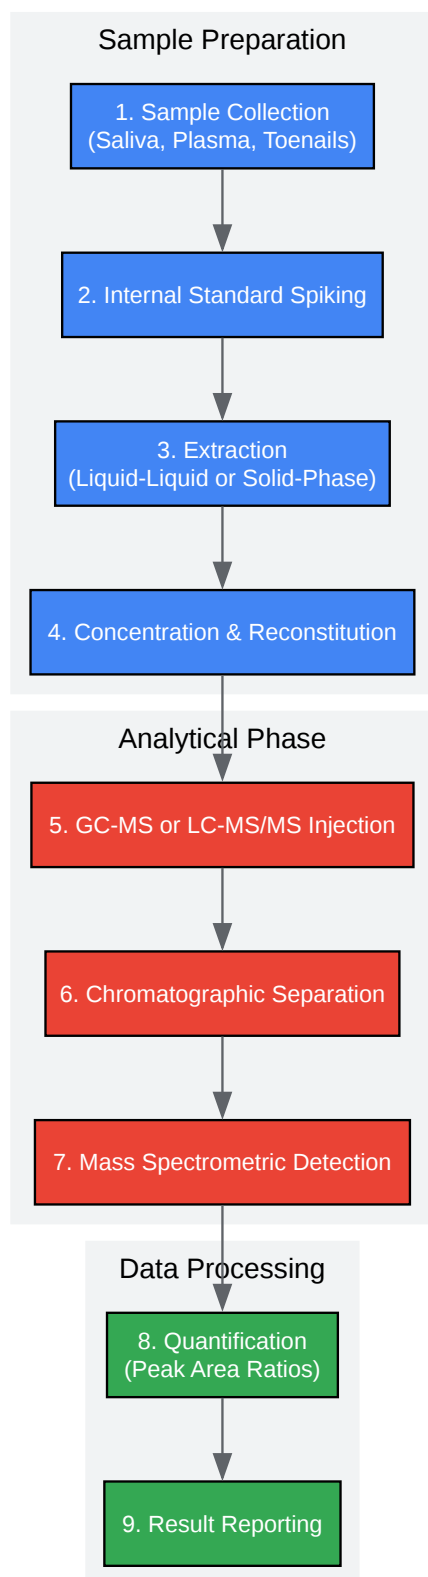 Sample Preparation
1. Sample Collection
(Saliva, Plasma, Toenails)
2. Internal Standard Spiking
3. Extraction
(Liquid-Liquid or Solid-Phase)
4. Concentration & Reconstitution
Analytical Phase
5. GC-MS or LC-MS/MS Injection
6. Chromatographic Separation
7. Mass Spectrometric Detection
Data Processing
8. Quantification
(Peak Area Ratios)
9. Result Reporting